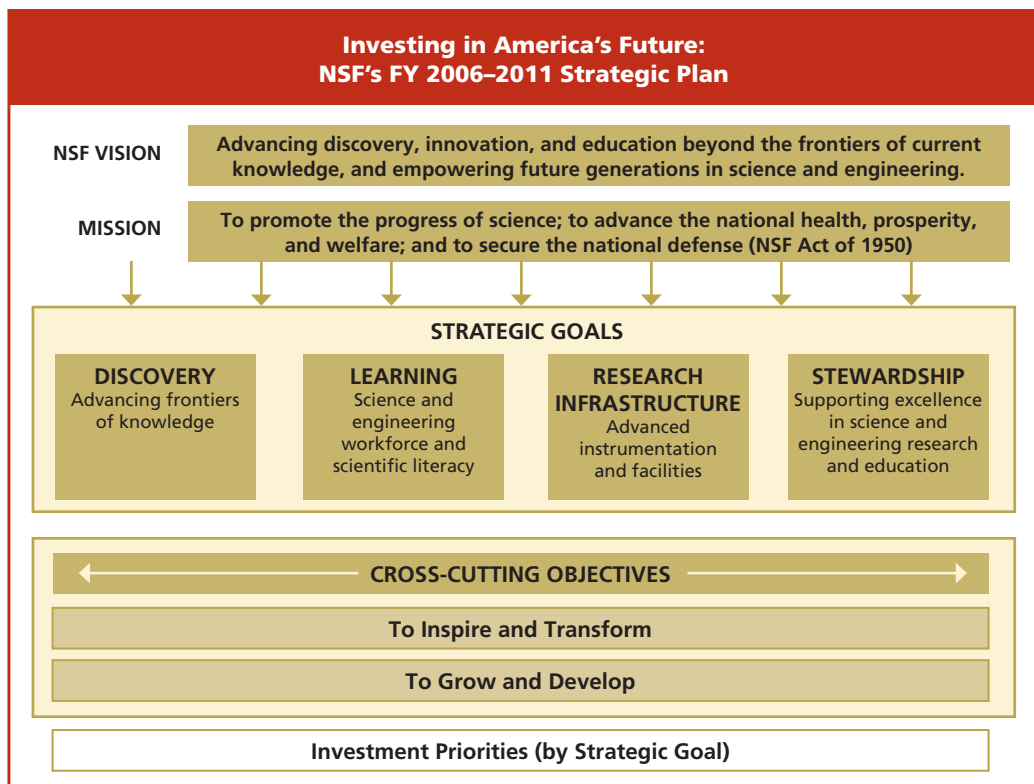 Investing in America’s Future:
NSF’s FY 2006–2011 Strategic Plan
NSF VISION
Advancing discovery, innovation, and education beyond the frontiers of current
knowledge, and empowering future generations in science and engineering.
MISSION
To promote the progress of science; to advance the national health, prosperity,
and welfare; and to secure the national defense (NSF Act of 1950)
STRATEGIC GOALS
DISCOVERY
Advancing frontiers
of knowledge
LEARNING
Science and
engineering
workforce and
scientific literacy
RESEARCH
INFRASTRUCTURE
Advanced
instrumentation
and facilities
STEWARDSHIP
Supporting excellence
in science and
engineering research
and education
CROSS-CUTTING OBJECTIVES
To Inspire and Transform
To Grow and Develop
Investment Priorities (by Strategic Goal)